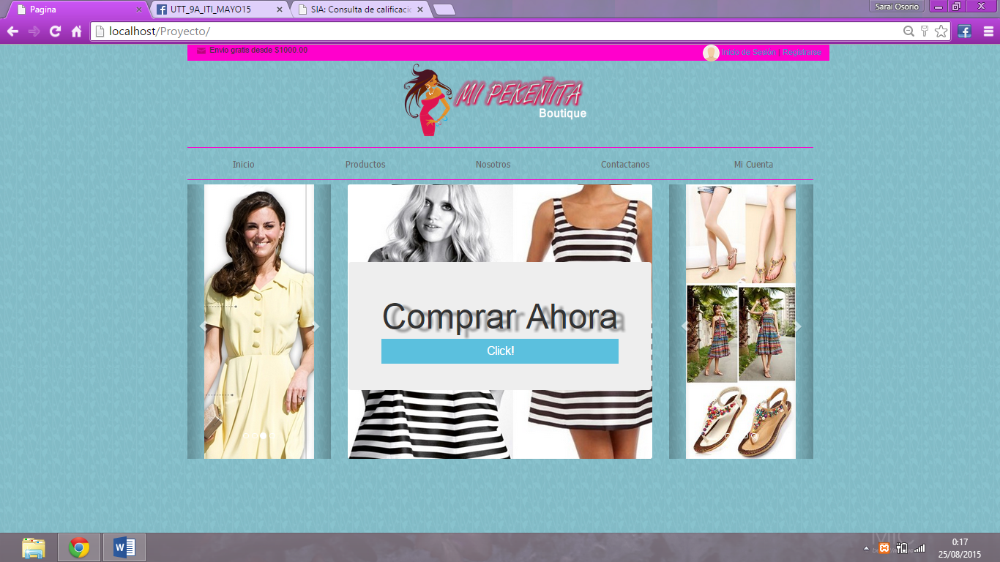 Pagina
UTT_9A_ITI_MAYO15
SIA: Consulta de calificacio
Sarai Osorio
localhost/Proyecto/
Envio gratis desde $1000.00
Inicio de Sesión | Registrarse
MI PEKEÑITA
Boutique
Inicio Productos Nosotros Contactanos Mi Cuenta
Comprar Ahora
Click!
0:17
25/08/2015